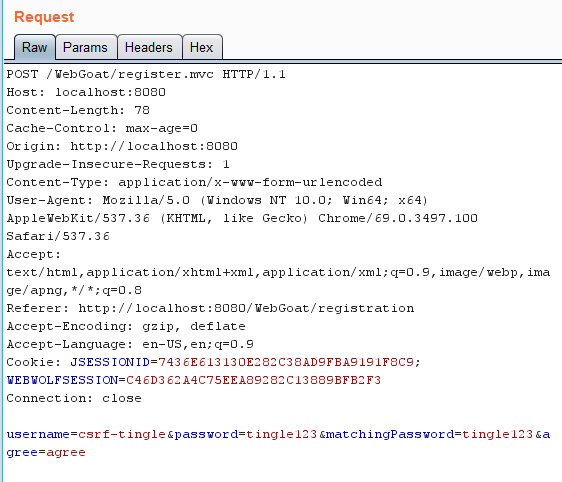 Request
Raw Params Headers Hex
POST /WebGoat/register.mvc HTTP/1.1
Host: localhost:8080
Content-Length: 78
Cache-Control: max-age=0
Origin: http://localhost:8080
Upgrade-Insecure-Requests: 1
Content-Type: application/x-www-form-urlencoded
User-Agent: Mozilla/5.0 (Windows NT 10.0; Win64; x64)
AppleWebKit/537.36 (KHTML, like Gecko) Chrome/69.0.3497.100
Safari/537.36
Accept:
text/html,application/xhtml+xml,application/xml;q=0.9,image/webp,ima
ge/apng,*/*;q=0.8
Referer: http://localhost:8080/WebGoat/registration
Accept-Encoding: gzip, deflate
Accept-Language: en-US,en;q=0.9
Cookie: JSESSIONID=7436E613130E282C38AD9FBA9191F8C9;
WEBWOLFSESSION=C46D362A4C75EEA89282C13889BFB2F3
Connection: close
username=csrf-tingle&password=tingle123&matchingPassword=tingle123&a
gree=agree